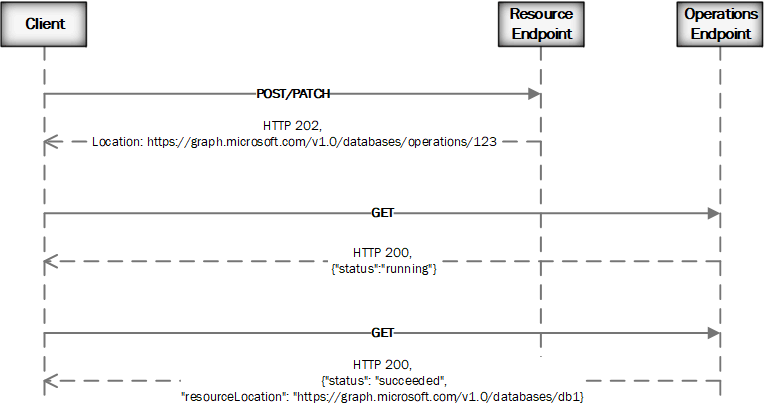 Client
Resource
Endpoint
Operations
Endpoint
POST/PATCH
HTTP 202,
Location: https://graph.microsoft.com/v1.0/databases/operations/123
GET
HTTP 200,
{"status":"running"}
GET
HTTP 200,
{"status": "succeeded",
"resourceLocation": "https://graph.microsoft.com/v1.0/databases/db1}